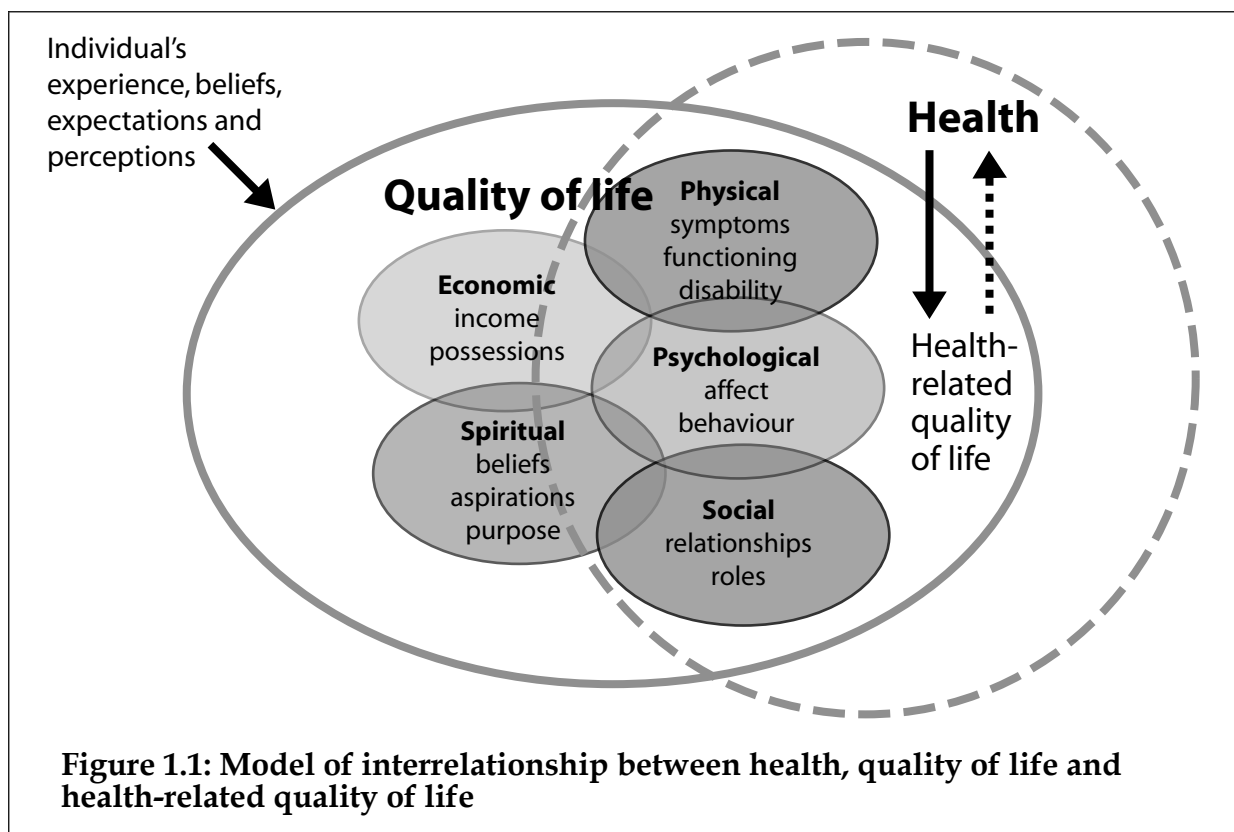 Individual's
experience, beliefs,
expectations and
perceptions
Health
Quality of life
Physical
symptoms
functioning
disability
Economic
income
possessions
Psychological
affect
behaviour
Health-
related
quality
of life
Spiritual
beliefs
aspirations
purpose
Social
relationships
roles
Figure 1.1: Model of interrelationship between health, quality of life and
health-related quality of life